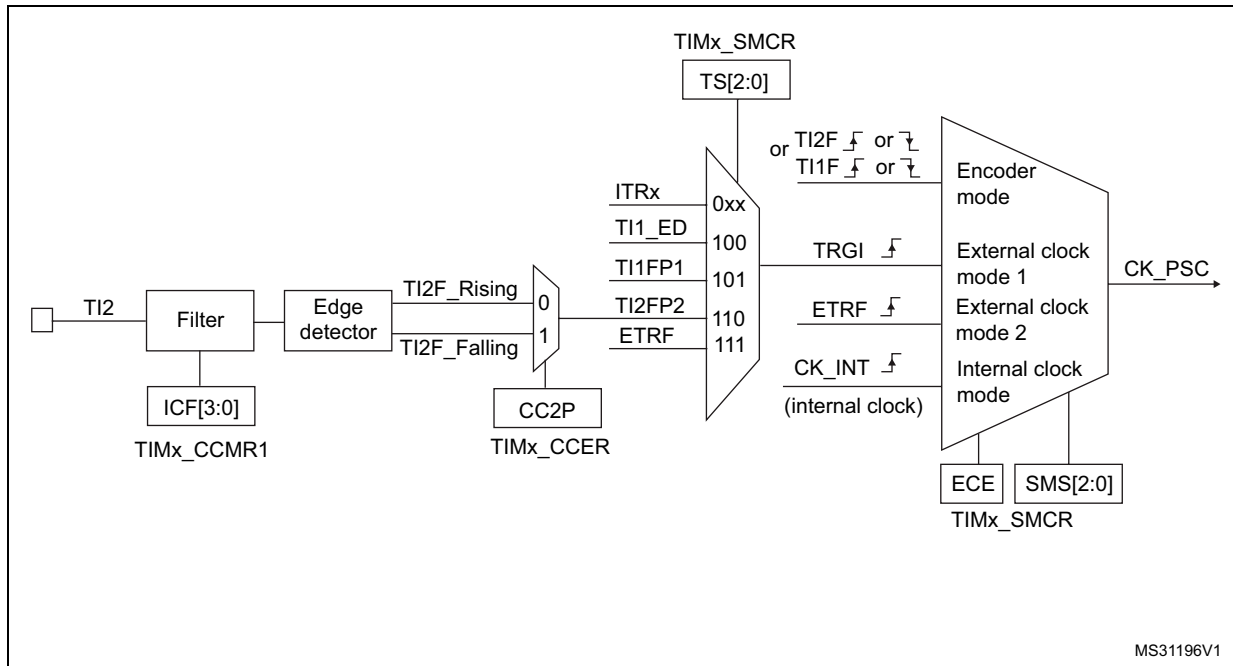 TIMx_SMCR
TS[2:0]
or TI2F or
TI1F or
Encoder
mode
ITRx
0xx
TI1_ED
100
TRGI
External clock
mode 1
CK_PSC
TI1FP1
101
TI2F_Rising
0
TI2
Filter
Edge
detector
TI2FP2
110
ETRF
External clock
mode 2
1
ETRF
111
TI2F_Falling
CK_INT
Internal clock
mode
(internal clock)
ICF[3:0]
CC2P
TIMx_CCMR1
TIMx_CCER
ECE
SMS[2:0]
TIMx_SMCR
MS31196V1